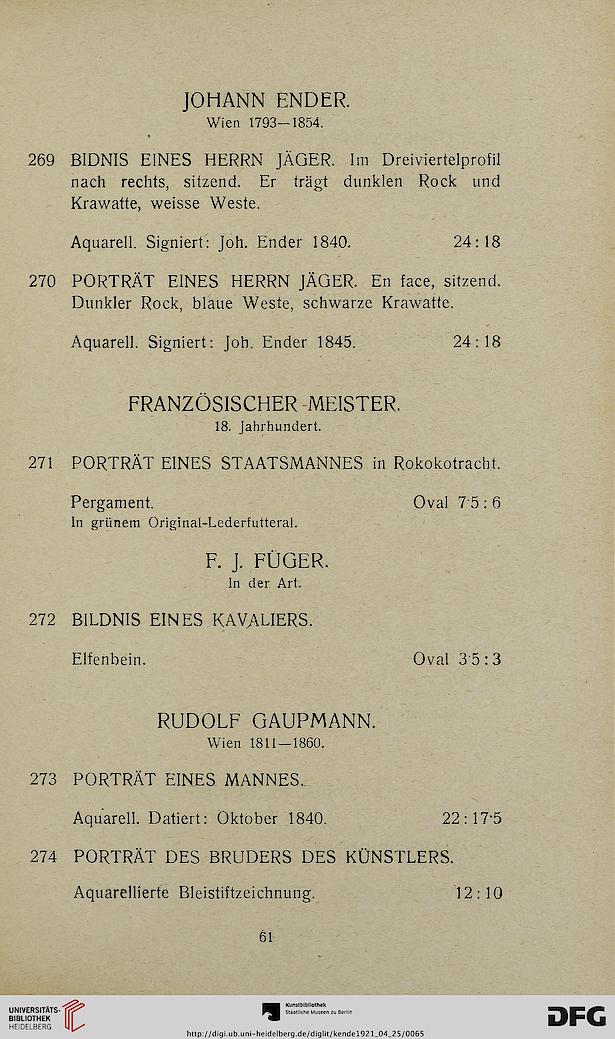 JOHANN ENDER.
Wien 1793—1854.
269 BIDNIS EINES HERRN JÄGER. Im Dreiviertelprofil
nach rechts, sitzend. Er trägt dunklen Rock und
Krawatte, weisse Weste.
Aquarell. Signiert: Joh. Ender 1840. 24:18
270 PORTRÄT EINES HERRN JÄGER. En face, sitzend.
Dunkler Rock, blaue Weste, schwarze Krawatte.
Aquarell. Signiert: Joh. Ender 1845. 24:18
FRANZÖSISCHER MEISTER.
18. Jahrhundert.
271 PORTRÄT EINES STAATSMANNES in Rokokotracht.
Pergament. Oval 7·5:6
In grünem Original-Lederfutteral.
F. J. FÜGER.
In der Art.
272 BILDNIS EINES KAVALIERS.
Elfenbein. Oval 3·5:3
RUDOLF GAUPMANN.
Wien 1811—1860.
273 PORTRÄT EINES MANNES.
Aquarell. Datiert: Oktober 1840. 22:17·5
274 PORTRÄT DES BRUDERS DES KÜNSTLERS.
Aquarellierte Bleistiftzeichnung. 12:10
61
UNIVERSITÄTS-
BIBLIOTHEK
HEIDELBERG
Kunstbibliothek
Staatliche Museen zu Berlin
http://digi.ub.uni-heidelberg.de/diglit/kende1921_04_25/0065
DFG